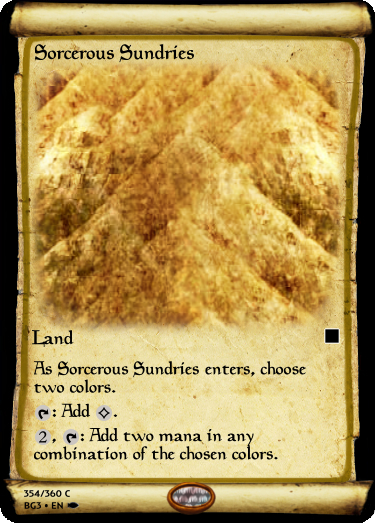 Sorcerous Sundries
Land
As Sorcerous Sundries enters, choose
two colors.
: Add .
2, : Add two mana in any
combination of the chosen colors.
354/360 C
BG3 • EN